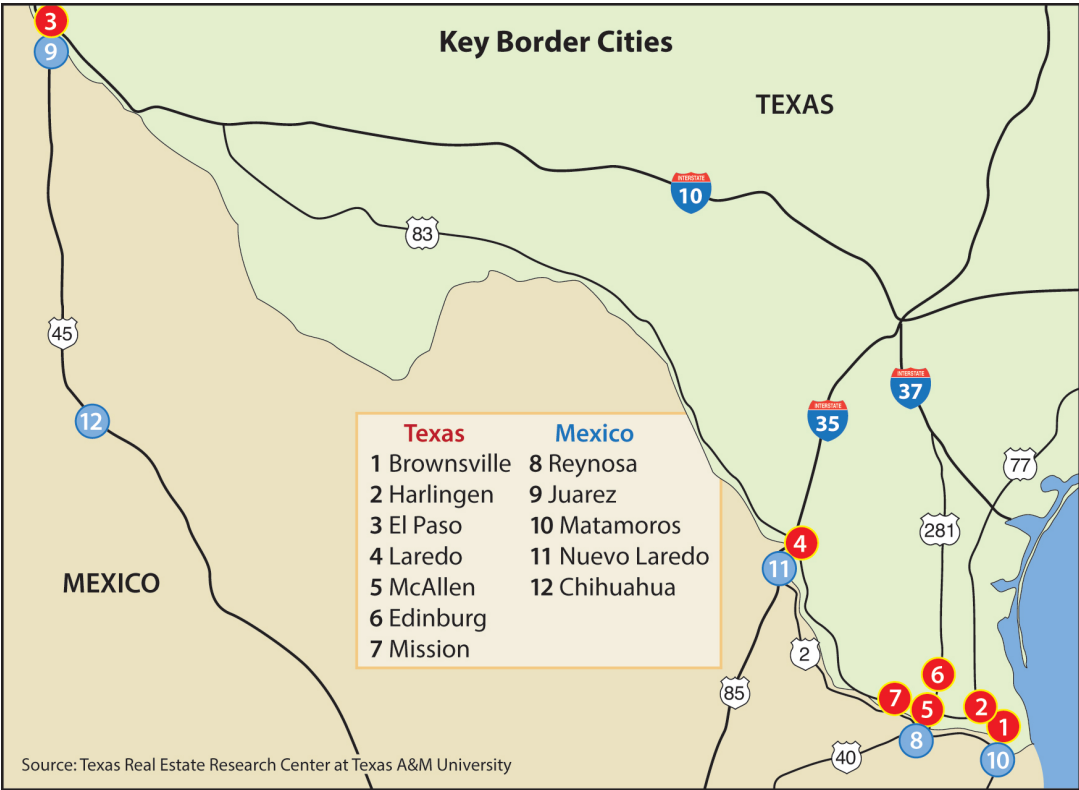 Key Border Cities
3
9
TEXAS
INTERSTATE
10
83
45
12
INTERSTATE
37
INTERSTATE
35
77
281
Texas
1 Brownsville
2 Harlingen
3 El Paso
4 Laredo
5 McAllen
6 Edinburg
7 Mission
Mexico
8 Reynosa
9 Juarez
10 Matamoros
11 Nuevo Laredo
12 Chihuahua
4
11
MEXICO
2
85
6
7
5
2
1
8
40
10
Source: Texas Real Estate Research Center at Texas A&M University